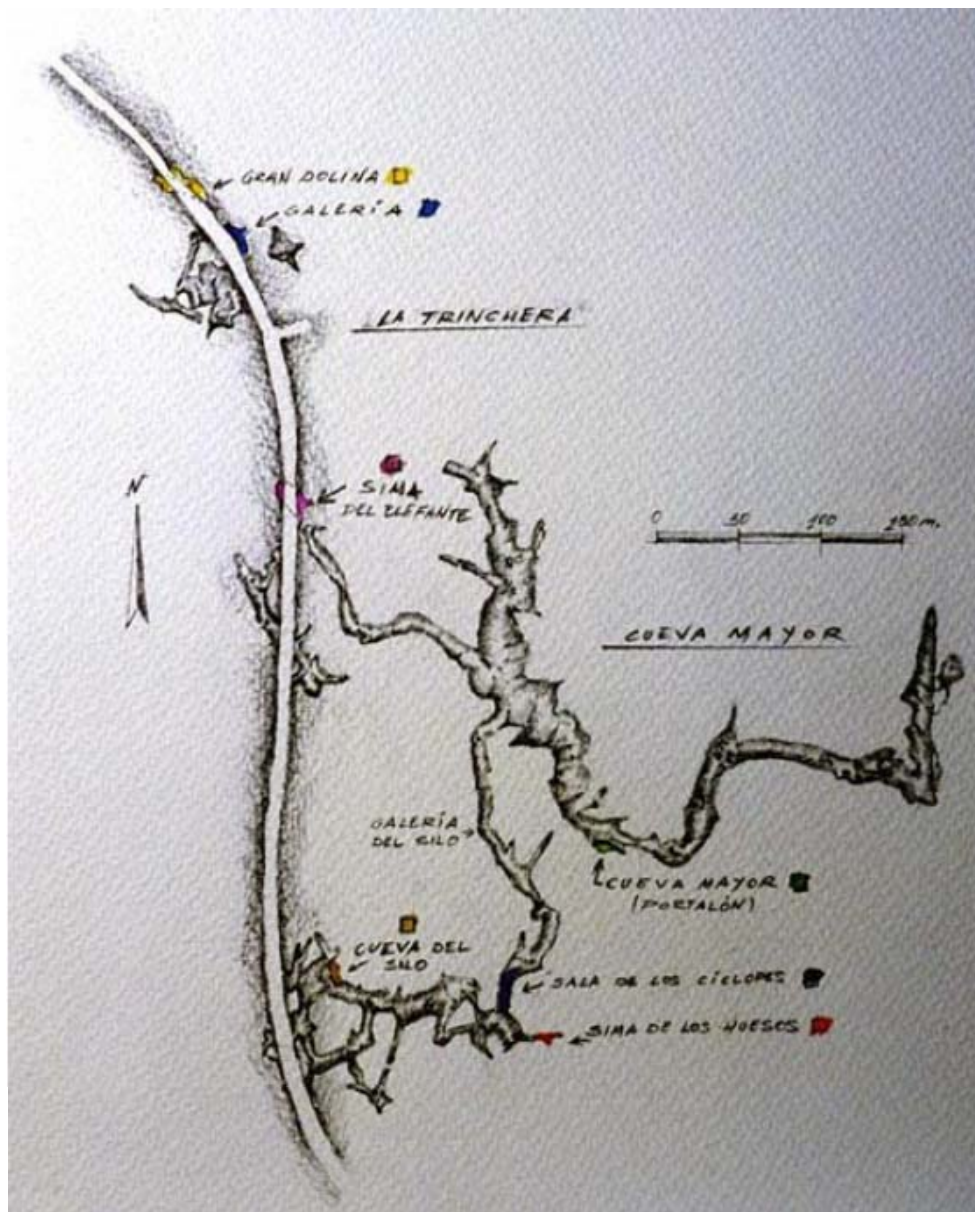 GRAN DOLINA
GALERÍA
LA TRINCHERA
N
SIMA
DEL ELEFANTE
0 50 100 150 m.
CUEVA MAYOR
GALERÍA
DEL SILO
CUEVA MAYOR
(PORTALÓN)
CUEVA DEL
SILO
SALA DE LOS CÍCLOPES
SIMA DE LOS HUESOS